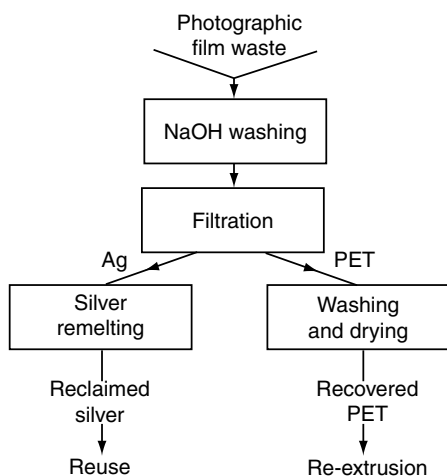 Photographic
film waste
NaOH washing
Filtration
Ag
PET
Silver
remelting
Washing
and drying
Reclaimed
silver
Recovered
PET
Reuse
Re-extrusion